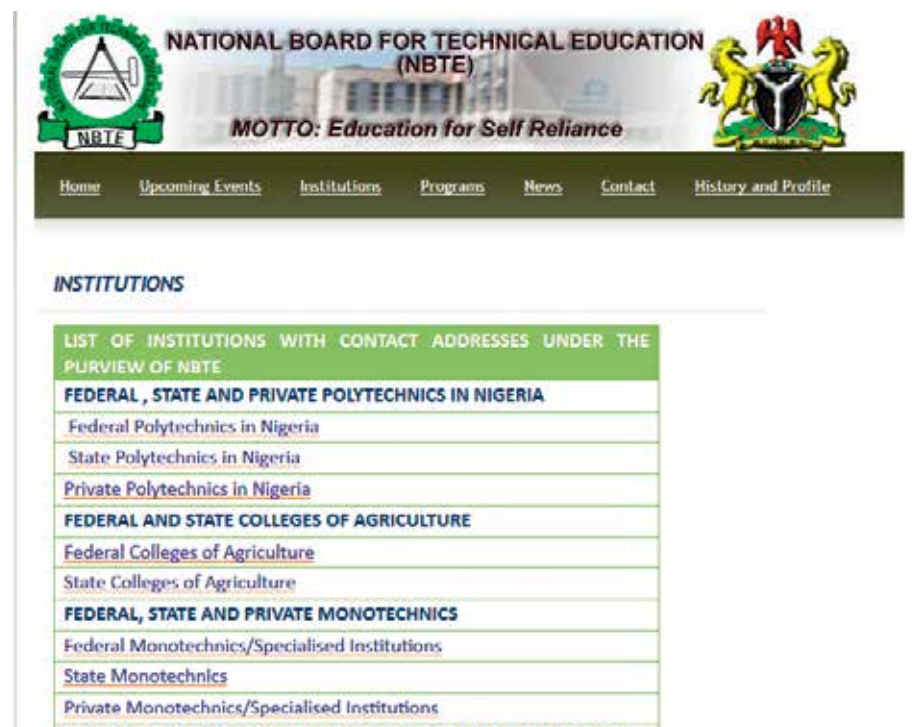 NATIONAL BOARD FOR TECHNICAL EDUCATION
(NBTE)
MOTTO: Education for Self Reliance
NBTE
Home Upcoming Events Institutions Programs News Contact History and Profile
INSTITUTIONS
LIST OF INSTITUTIONS WITH CONTACT ADDRESSES UNDER THE
PURVIEW OF NBTE
FEDERAL , STATE AND PRIVATE POLYTECHNICS IN NIGERIA
Federal Polytechnics in Nigeria
State Polytechnics in Nigeria
Private Polytechnics in Nigeria
FEDERAL AND STATE COLLEGES OF AGRICULTURE
Federal Colleges of Agriculture
State Colleges of Agriculture
FEDERAL, STATE AND PRIVATE MONOTECHNICS
Federal Monotechnics/Specialised Institutions
State Monotechnics
Private Monotechnics/Specialised Institutions